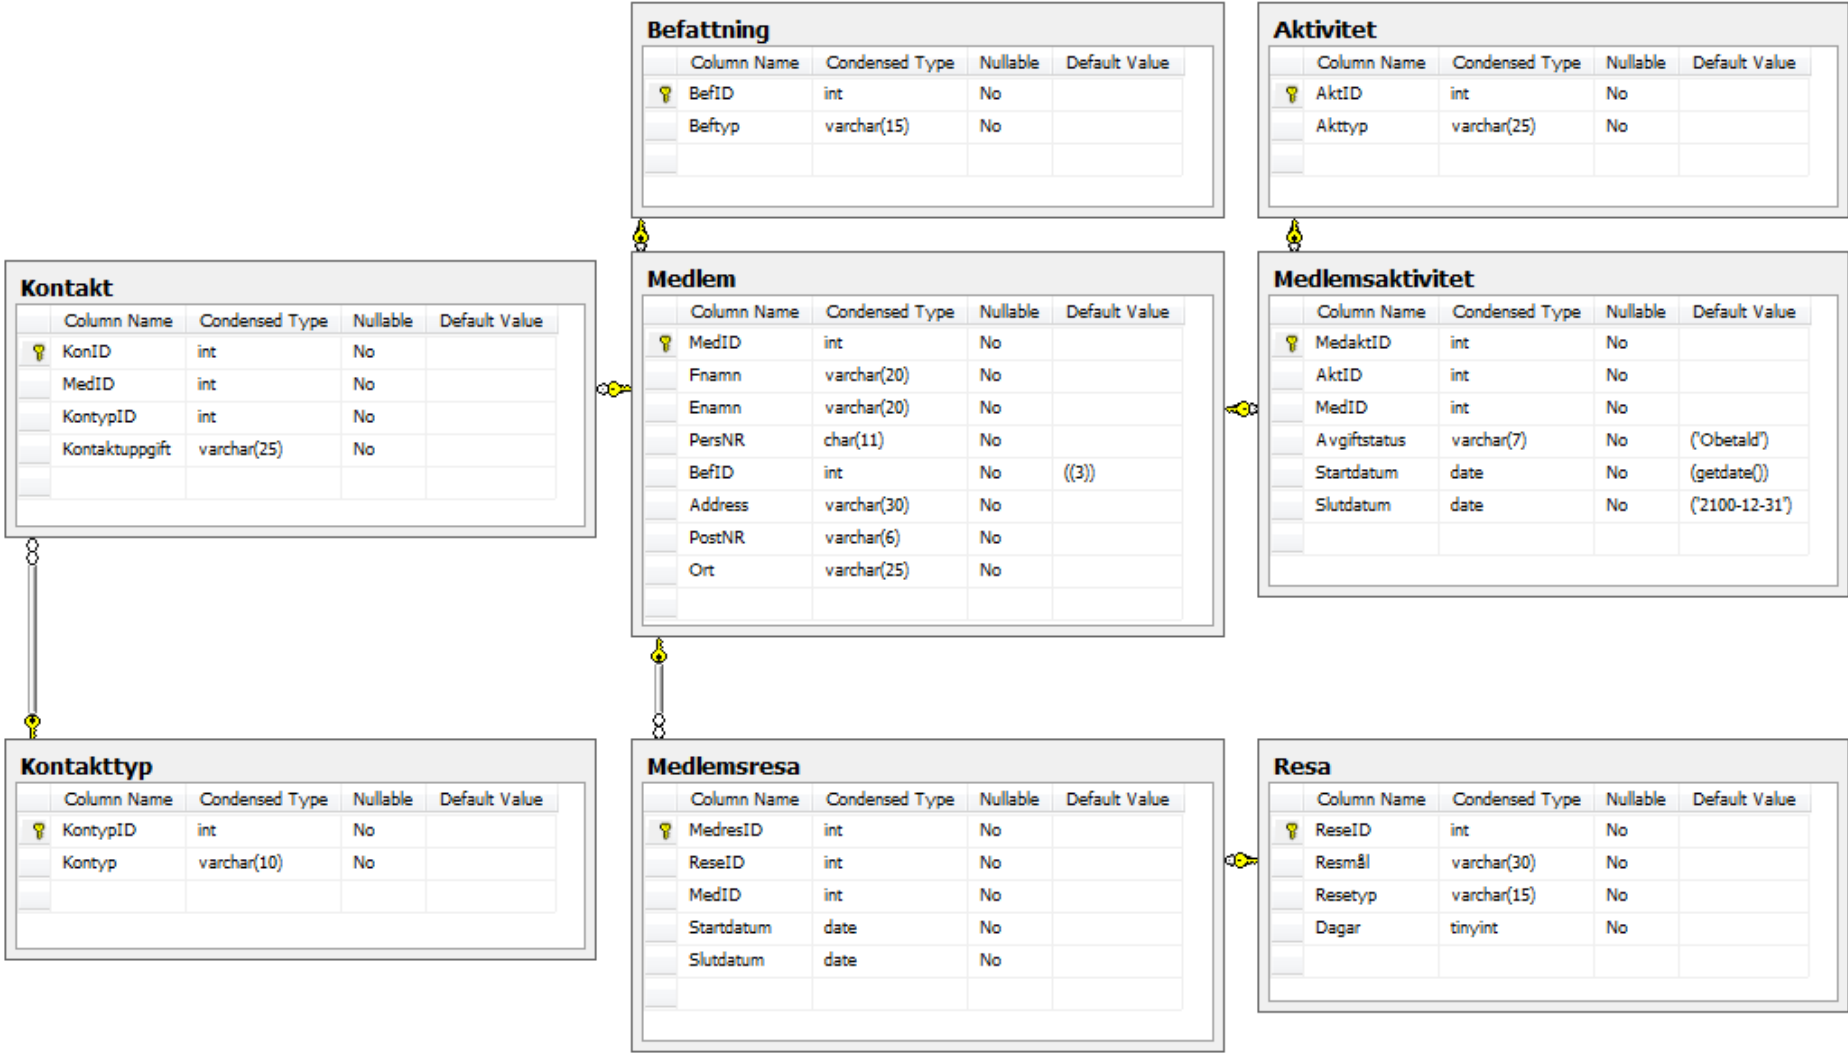 Befattning
Column Name Condensed Type Nullable Default Value
BefID int No
Beftyp varchar(15) No
Aktivitet
Column Name Condensed Type Nullable Default Value
AktID int No
Akttyp varchar(25) No
Kontakt
Column Name Condensed Type Nullable Default Value
KonID int No
MedID int No
KontypID int No
Kontaktuppgift varchar(25) No
Medlem
Column Name Condensed Type Nullable Default Value
MedID int No
Fnamn varchar(20) No
Enamn varchar(20) No
PersNR char(11) No
BefID int No ((3))
Address varchar(30) No
PostNR varchar(6) No
Ort varchar(25) No
Medlemsaktivitet
Column Name Condensed Type Nullable Default Value
MedaktID int No
AktID int No
MedID int No
Avgiftstatus varchar(7) No ('Obetald')
Startdatum date No (getdate())
Slutdatum date No ('2100-12-31')
Kontakttyp
Column Name Condensed Type Nullable Default Value
KontypID int No
Kontyp varchar(10) No
Medlemsresa
Column Name Condensed Type Nullable Default Value
MedresID int No
ReseID int No
MedID int No
Startdatum date No
Slutdatum date No
Resa
Column Name Condensed Type Nullable Default Value
ReseID int No
Resmål varchar(30) No
Resetyp varchar(15) No
Dagar tinyint No